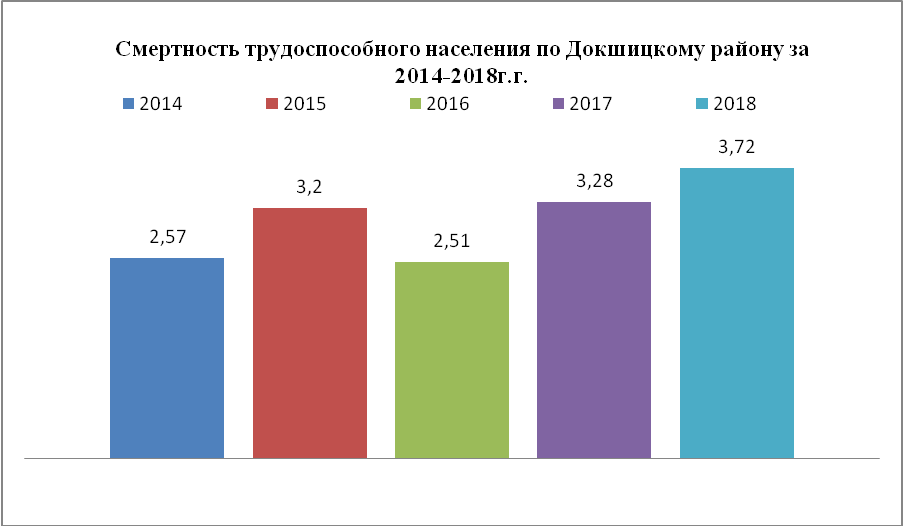 Смертность трудоспособного населения по Докшицкому району за
2014-2018г.г.
2014 2015 2016 2017 2018
2,57
3,2
2,51
3,28
3,72